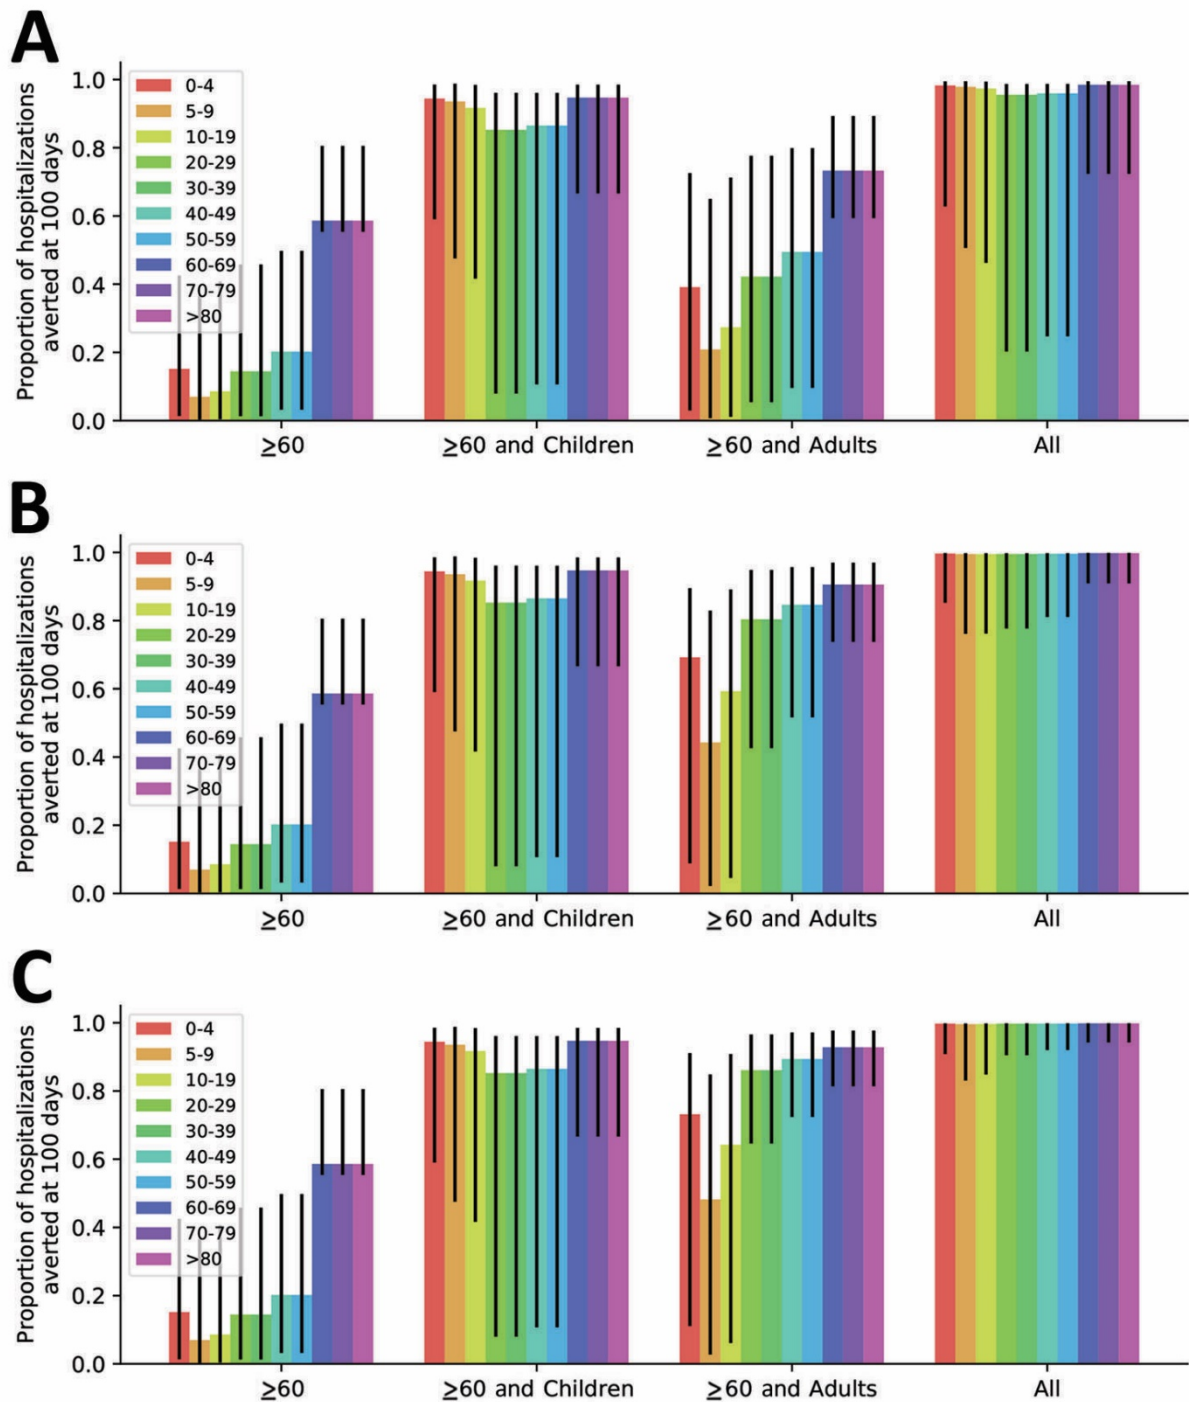 A
Proportion of hospitalizations
averted at 100 days
1.0
0.8
0.6
0.4
0.2
0.0
0-4
5-9
10-19
20-29
30-39
40-49
50-59
60-69
70-79
>80
≥60
≥60 and Children
≥60 and Adults
All
B
Proportion of hospitalizations
averted at 100 days
1.0
0.8
0.6
0.4
0.2
0.0
0-4
5-9
10-19
20-29
30-39
40-49
50-59
60-69
70-79
>80
≥60
≥60 and Children
≥60 and Adults
All
C
Proportion of hospitalizations
averted at 100 days
1.0
0.8
0.6
0.4
0.2
0.0
0-4
5-9
10-19
20-29
30-39
40-49
50-59
60-69
70-79
>80
≥60
≥60 and Children
≥60 and Adults
All